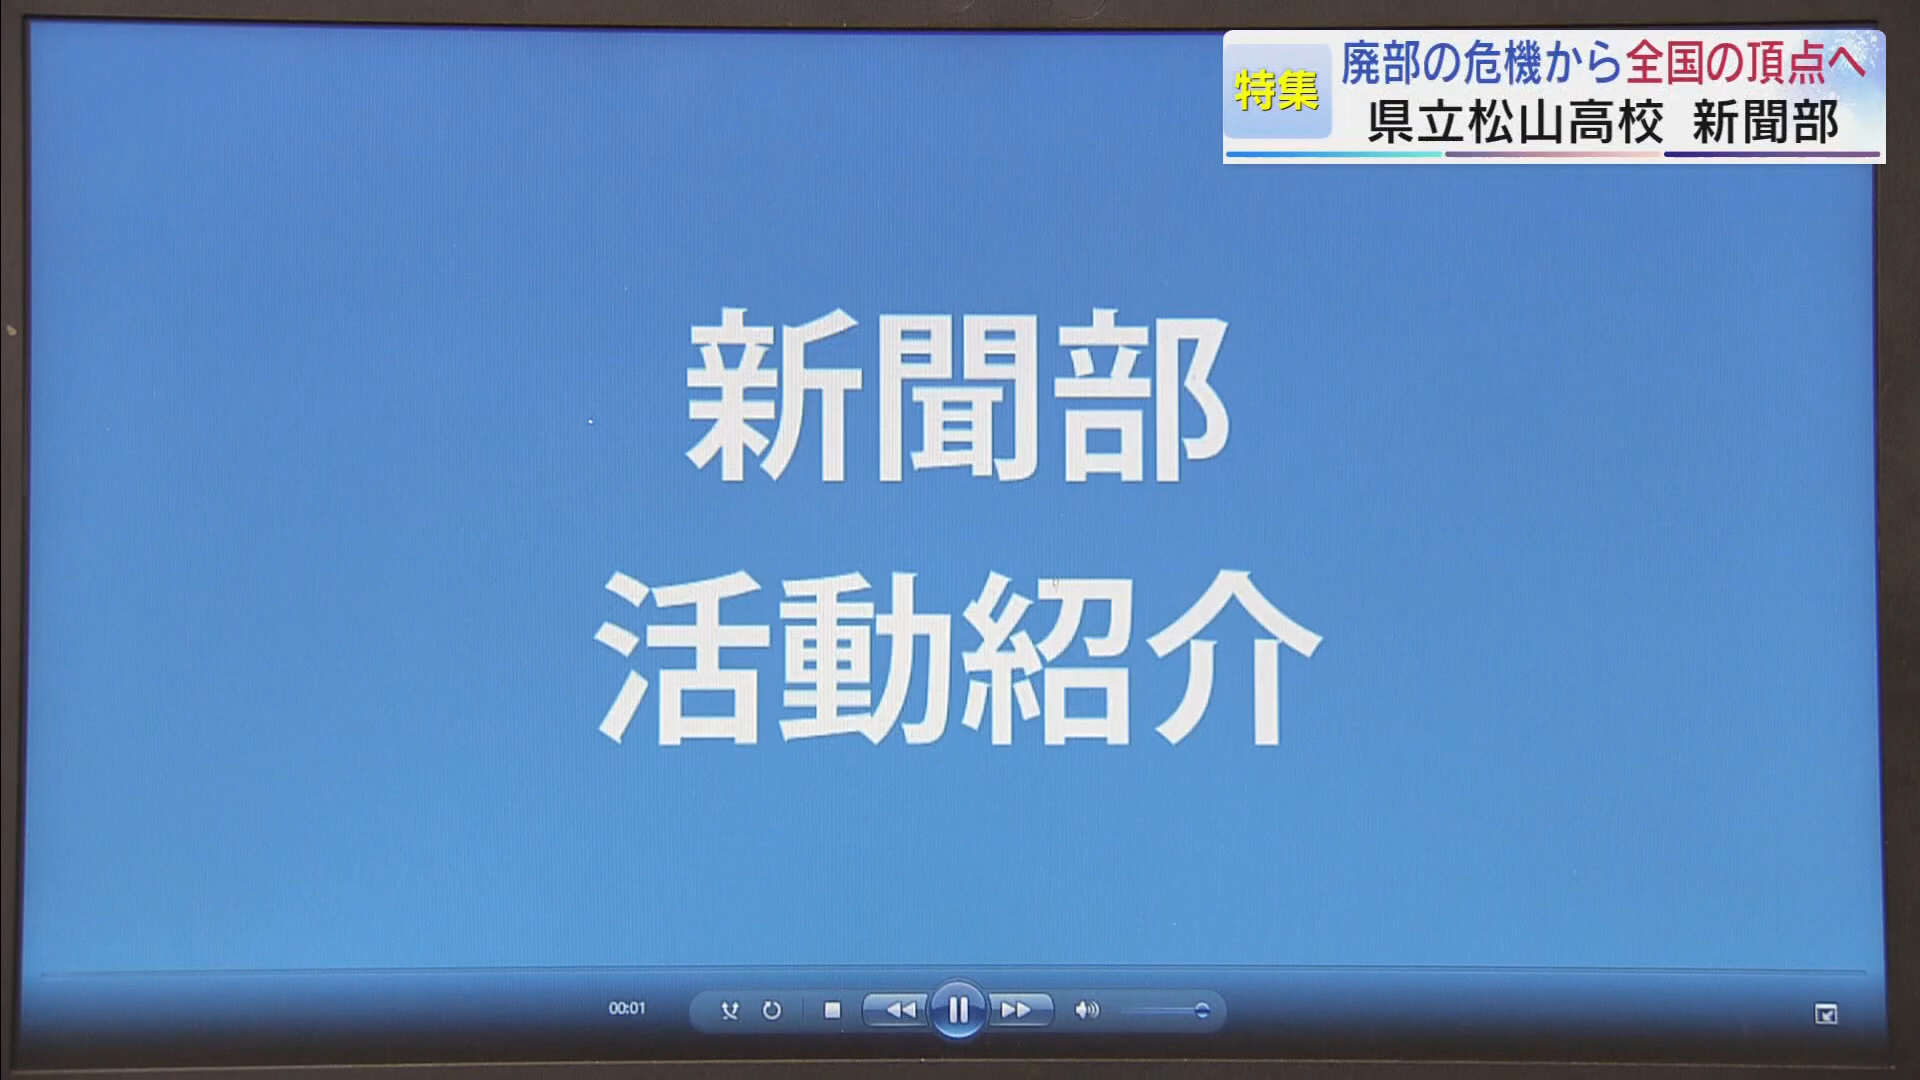 特集
廃部の危機から全国の頂点へ
県立松山高校 新聞部
新聞部
活動紹介
00:01